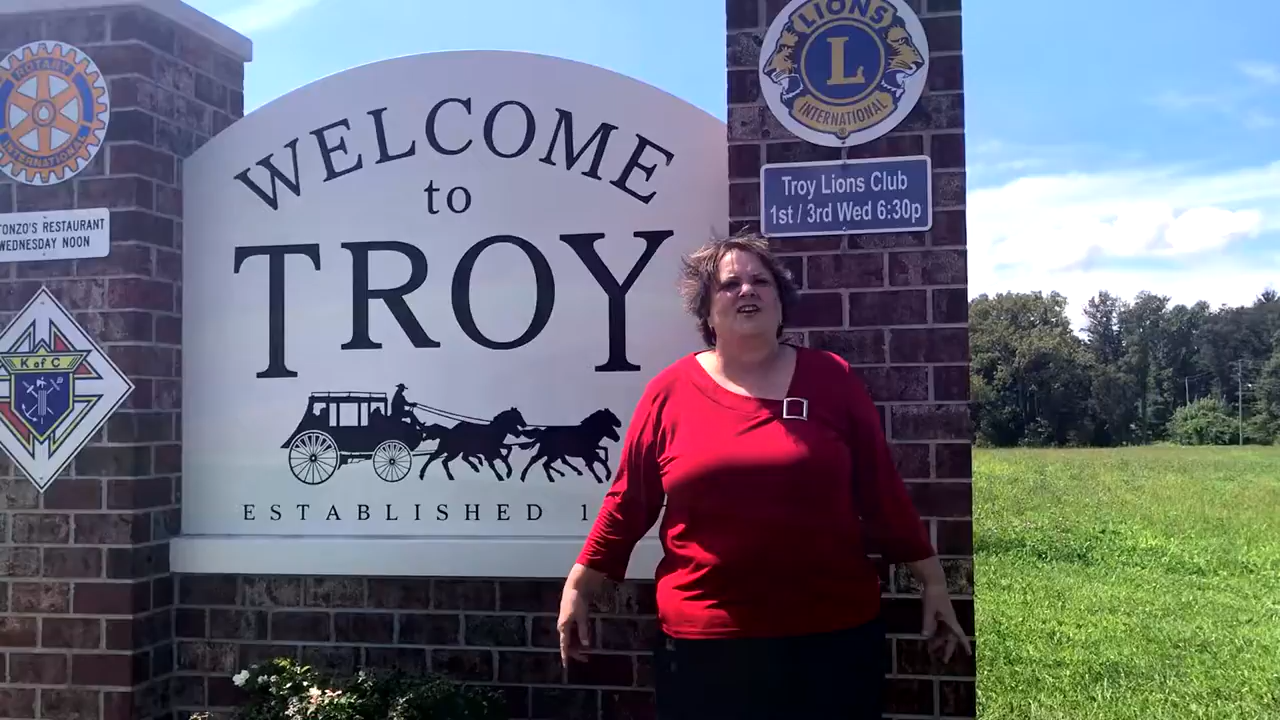 ROTARY
INTERNATIONAL
TONZO'S RESTAURANT
WEDNESDAY NOON
K of C
WELCOME
to
TROY
ESTABLISHED 1
LIONS
L
INTERNATIONAL
Troy Lions Club
1st / 3rd Wed 6:30p